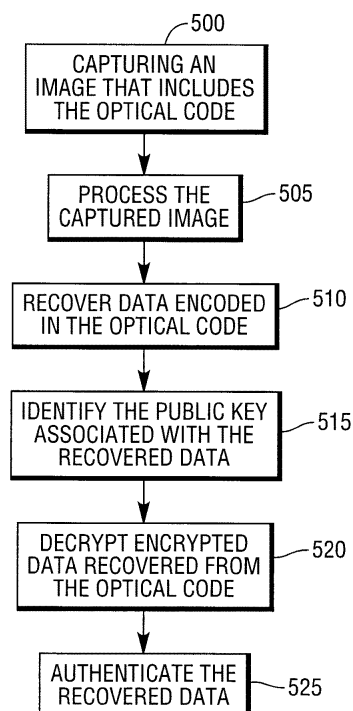 500
CAPTURING AN
IMAGE THAT INCLUDES
THE OPTICAL CODE
PROCESS THE
CAPTURED IMAGE
505
RECOVER DATA ENCODED
IN THE OPTICAL CODE
510
IDENTIFY THE PUBLIC KEY
ASSOCIATED WITH THE
RECOVERED DATA
515
DECRYPT ENCRYPTED
DATA RECOVERED FROM
THE OPTICAL CODE
520
AUTHENTICATE THE
RECOVERED DATA
525